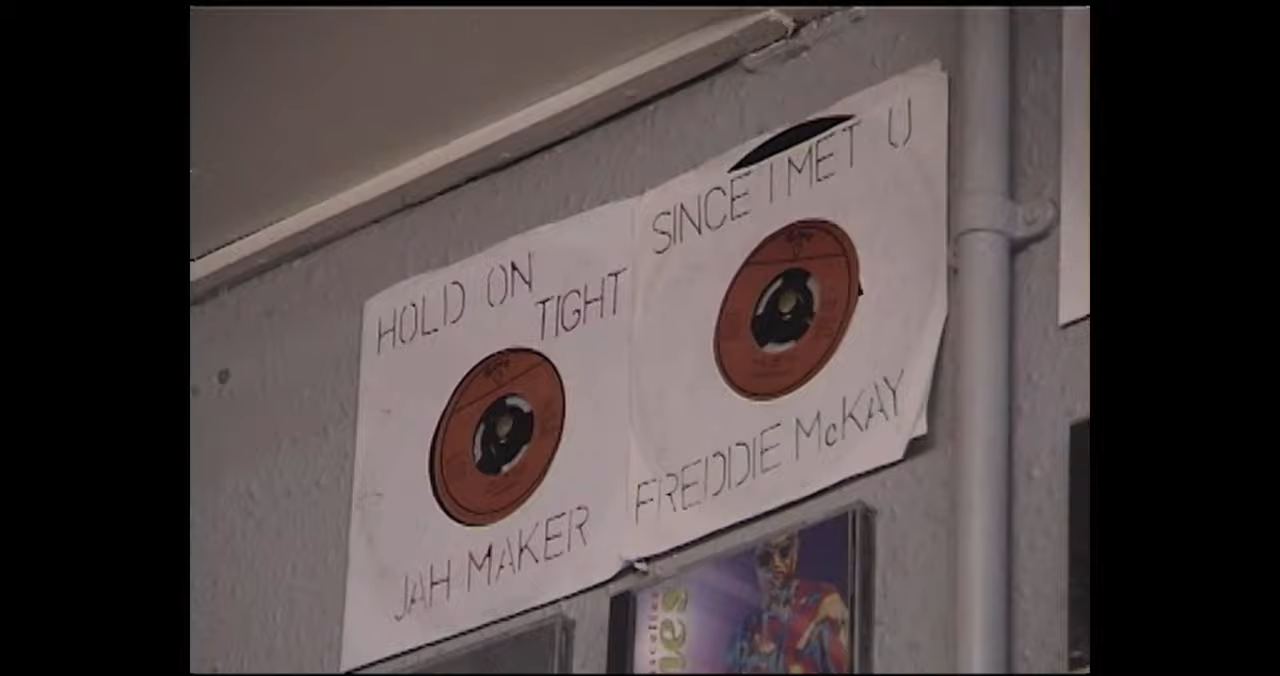 HOLD ON
TIGHT
JAH MAKER
SINCE I MET U
FREDDIE McKAY